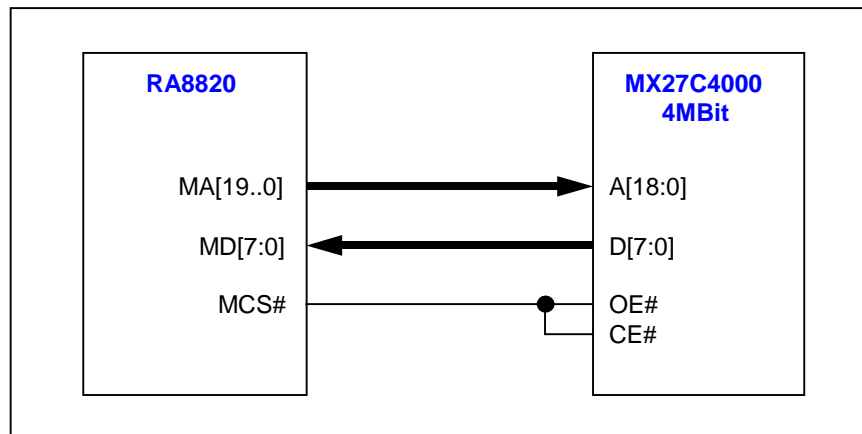 RA8820
MX27C4000
4MBit
MA[19..0]
A[18:0]
MD[7:0]
D[7:0]
MCS#
OE#
CE#